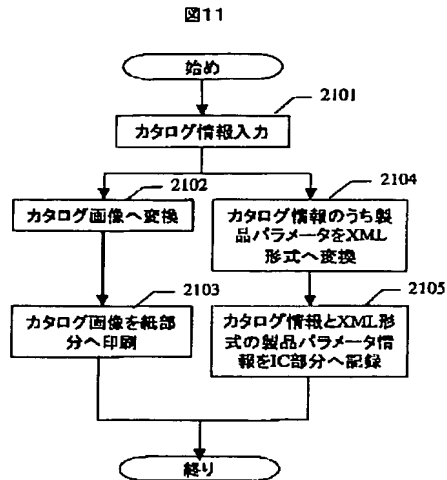 図11
始め
2101
カタログ情報入力
2102
カタログ画像へ変換
2104
カタログ情報のうち製
品パラメータをXML
形式へ変換
2103
カタログ画像を紙部
分へ印刷
2105
カタログ情報とXML形
式の製品パラメータ情
報をIC部分へ記録
終り